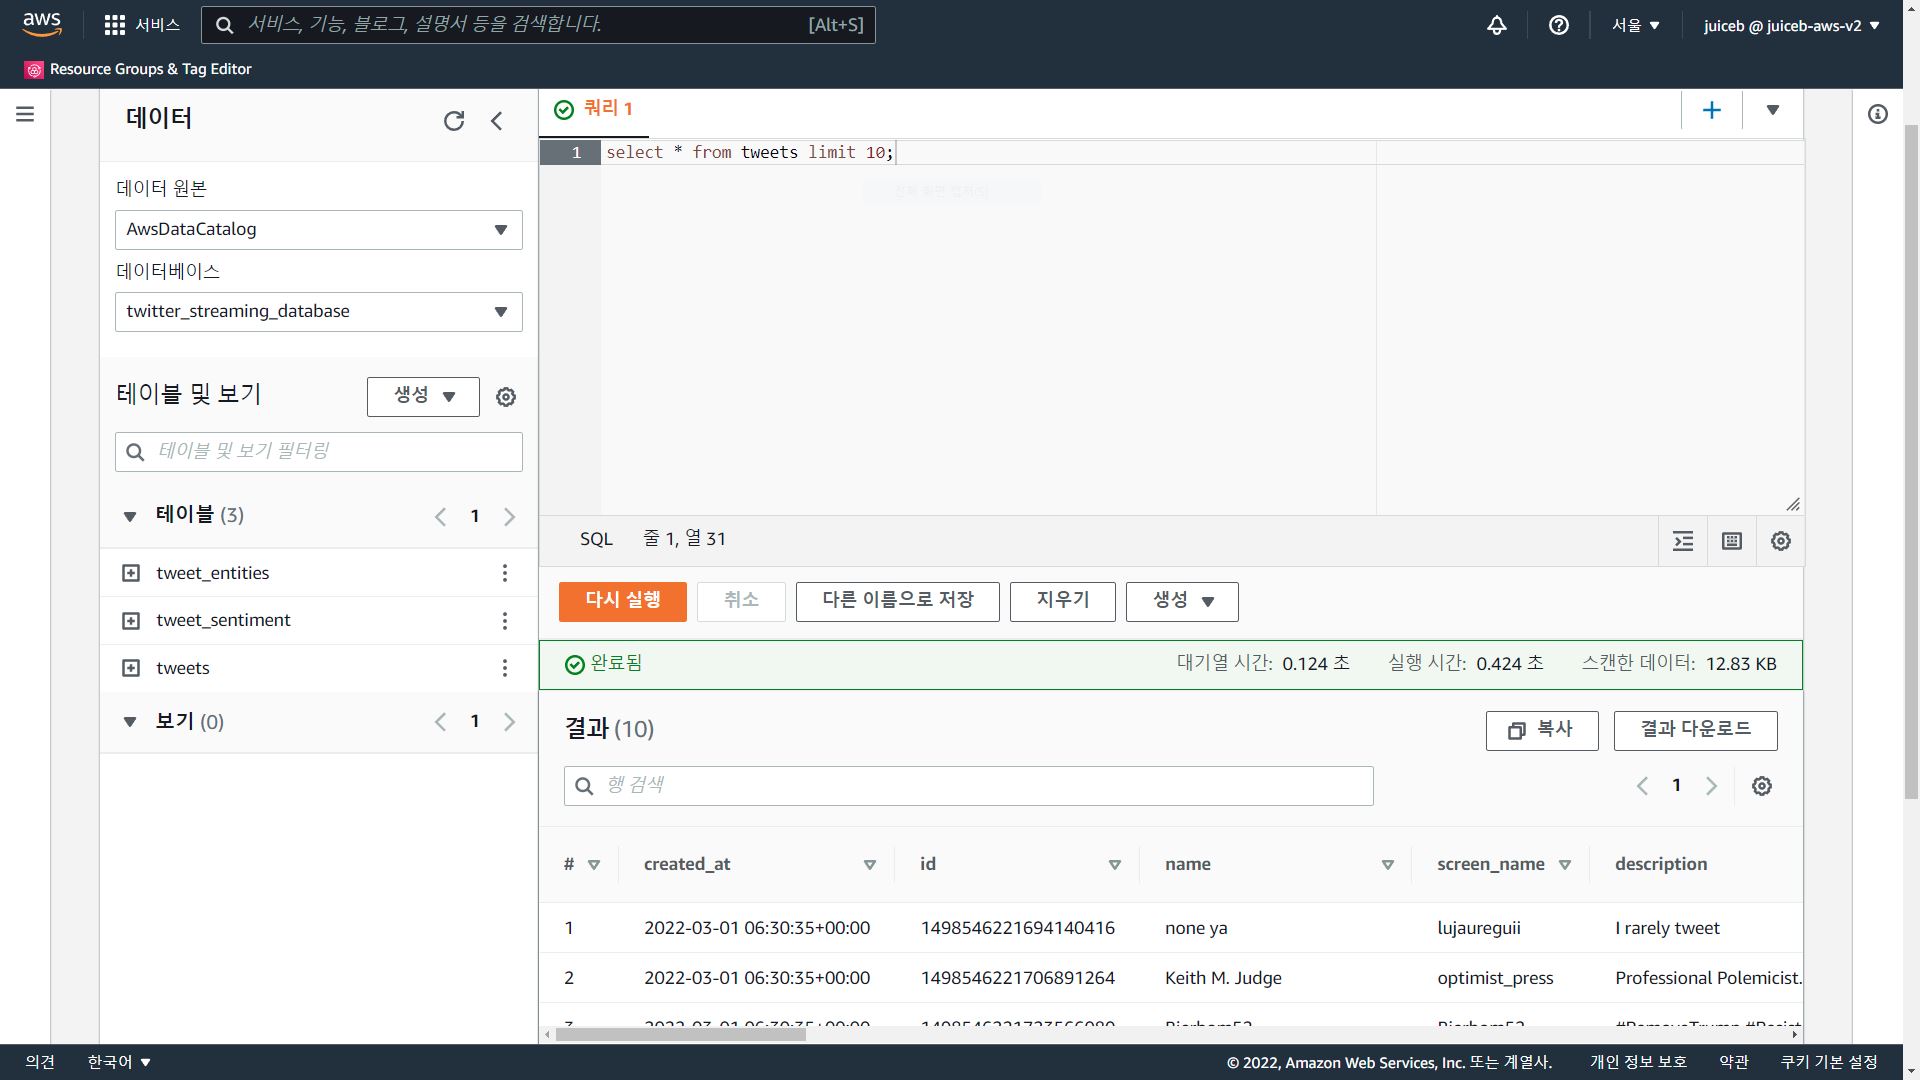 aws
서비스
서비스, 기능, 블로그, 설명서 등을 검색합니다.
[Alt+S]
서울
juiceb @ juiceb-aws-v2
Resource Groups & Tag Editor
데이터
데이터 원본
AwsDataCatalog
데이터베이스
twitter_streaming_database
테이블 및 보기
생성
테이블 및 보기 필터링
테이블 (3)
1
tweet_entities
tweet_sentiment
tweets
보기 (0)
1
쿼리 1
1 select * from tweets limit 10;
SQL 줄 1, 열 31
다시 실행 취소 다른 이름으로 저장 지우기 생성
완료됨 대기열 시간: 0.124 초 실행 시간: 0.424 초 스캔한 데이터: 12.83 KB
결과 (10)
복사 결과 다운로드
행 검색
1
# created_at id name screen_name description
1 2022-03-01 06:30:35+00:00 1498546221694140416 none ya lujaureguii I rarely tweet
2 2022-03-01 06:30:35+00:00 1498546221706891264 Keith M. Judge optimist_press Professional Polemicist.
의견 한국어 © 2022, Amazon Web Services, Inc. 또는 계열사. 개인 정보 보호 약관 쿠키 기본 설정